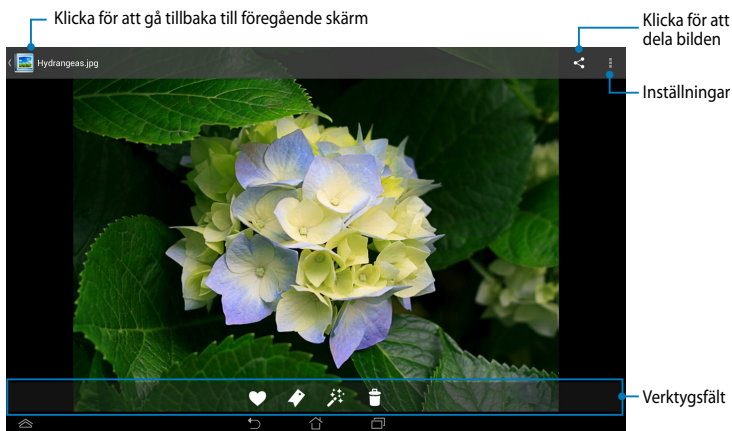 Klicka för att gå tillbaka till föregående skärm
Klicka för att
dela bilden
Hydrangeas.jpg
Inställningar
Verktygsfält